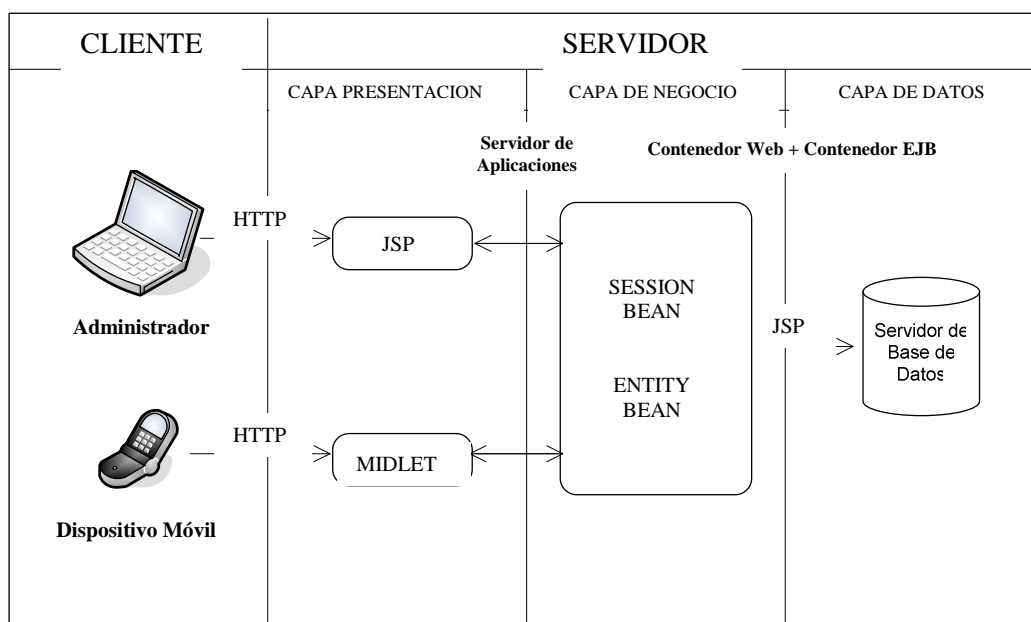 CLIENTE
SERVIDOR
CAPA PRESENTACION
CAPA DE NEGOCIO
CAPA DE DATOS
Servidor de
Aplicaciones
Contenedor Web + Contenedor EJB
HTTP
JSP
Administrador
SESSION
BEAN
ENTITY
BEAN
JSP
Servidor de
Base de
Datos
HTTP
MIDLET
Dispositivo Móvil